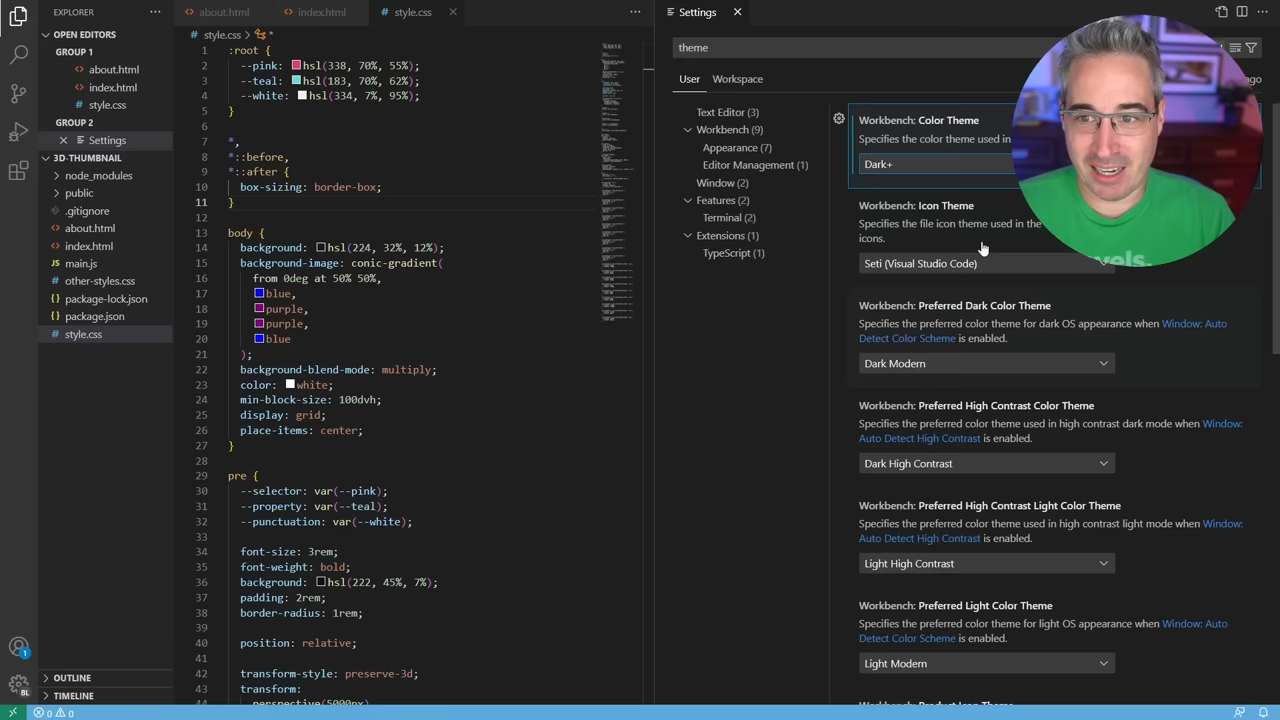 EXPLORER
OPEN EDITORS
GROUP 1
about.html
index.html
style.css
GROUP 2
Settings
3D-THUMBNAIL
node_modules
public
.gitignore
about.html
index.html
main.js
other-styles.css
package-lock.json
package.json
style.css
OUTLINE
TIMELINE
1
BL
0 0
about.html index.html style.css
style.css > *
1 :root {
2 --pink: hsl(338, 70%, 55%);
3 --teal: hsl(180, 70%, 62%);
4 --white: hsl(340, 7%, 95%);
5 }
6
7 *,
8 *::before,
9 *::after {
10 box-sizing: border-box;
11 }
12
13 body {
14 background: hsl(224, 32%, 12%);
15 background-image: conic-gradient(
16 from 0deg at 50% 50%,
17 blue,
18 purple,
19 purple,
20 blue
21 );
22 background-blend-mode: multiply;
23 color: white;
24 min-block-size: 100dvh;
25 display: grid;
26 place-items: center;
27 }
28
29 pre {
30 --selector: var(--pink);
31 --property: var(--teal);
32 --punctuation: var(--white);
33
34 font-size: 3rem;
35 font-weight: bold;
36 background: hsl(222, 45%, 7%);
37 padding: 2rem;
38 border-radius: 1rem;
39
40 position: relative;
41
42 transform-style: preserve-3d;
43 transform:
44 perspective(5000px)
Settings
theme
User Workspace
Text Editor (3)
Workbench (9)
Appearance (7)
Editor Management (1)
Window (2)
Features (2)
Terminal (2)
Extensions (1)
TypeScript (1)
Workbench: Color Theme
Specifies the color theme used in
Dark+
Workbench: Icon Theme
Specifies the file icon theme used in the
icons.
Seti (Visual Studio Code)
Workbench: Preferred Dark Color Theme
Specifies the preferred color theme for dark OS appearance when Window: Auto
Detect Color Scheme is enabled.
Dark Modern
Workbench: Preferred High Contrast Color Theme
Specifies the preferred color theme used in high contrast dark mode when Window:
Auto Detect High Contrast is enabled.
Dark High Contrast
Workbench: Preferred High Contrast Light Color Theme
Specifies the preferred color theme used in high contrast light mode when Window:
Auto Detect High Contrast is enabled.
Light High Contrast
Workbench: Preferred Light Color Theme
Specifies the preferred color theme for light OS appearance when Window: Auto
Detect Color Scheme is enabled.
Light Modern